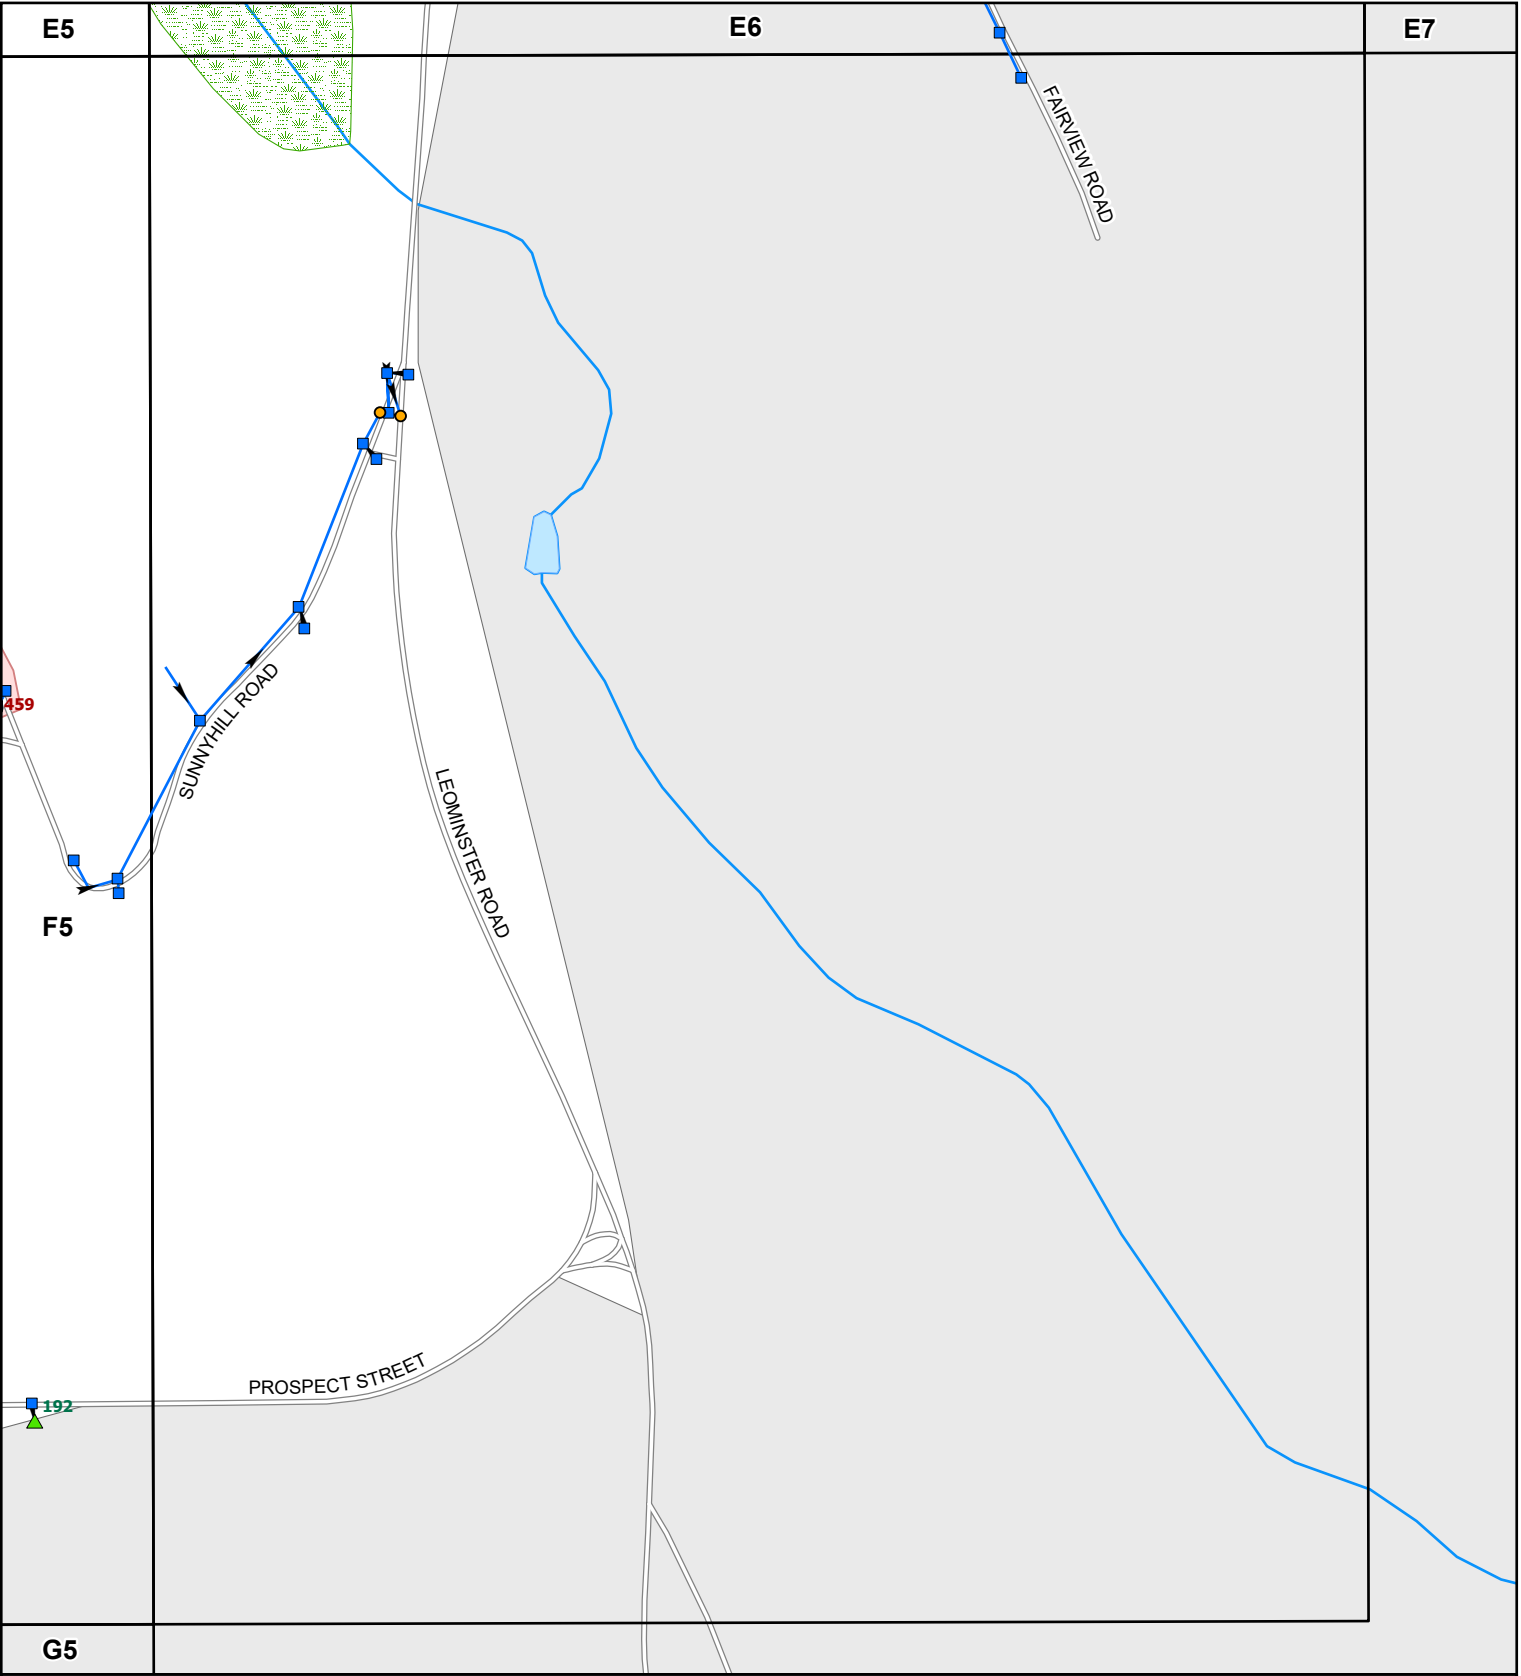 E5
E6
E7
FAIRVIEW ROAD
SUNNYHILL ROAD
459
LEOMINSTER ROAD
F5
PROSPECT STREET
192
G5